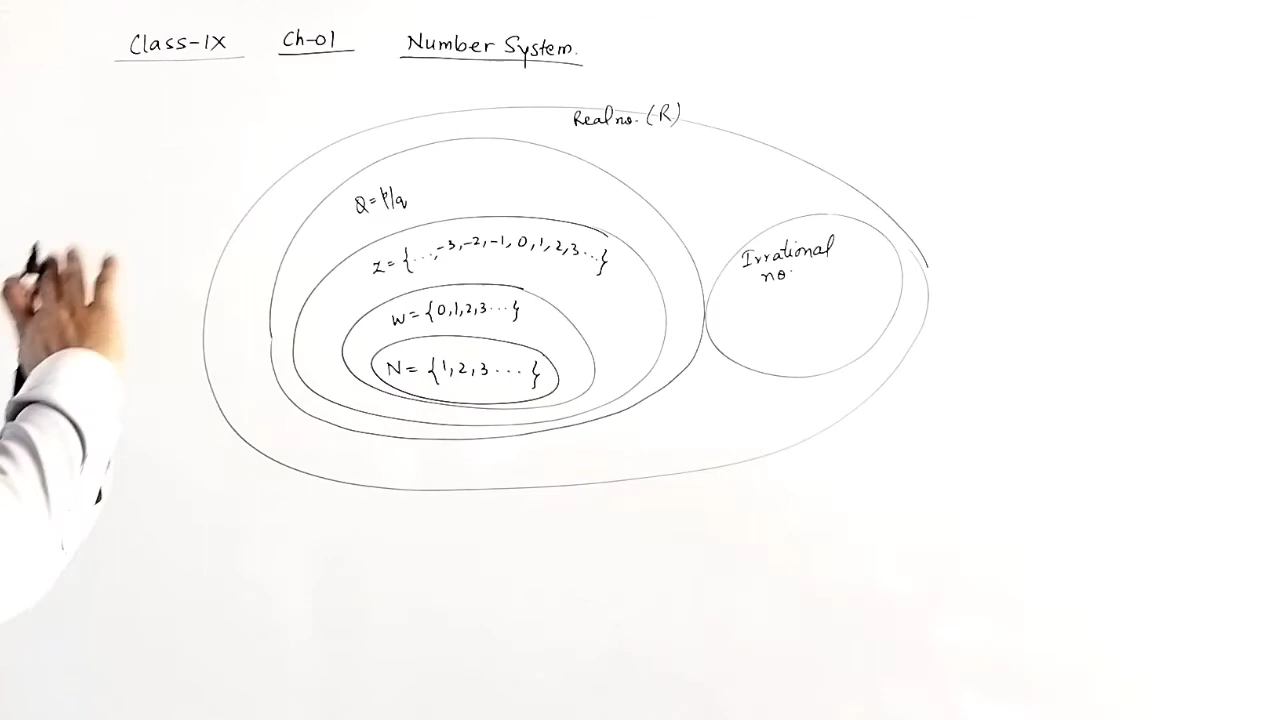 Class-IX Ch-01 Number System.
Real no. (R)
Q = p/q
Z = {..., -3, -2, -1, 0, 1, 2, 3...}
Irrational
no.
W = {0,1,2,3...}
N = {1, 2, 3 ....}